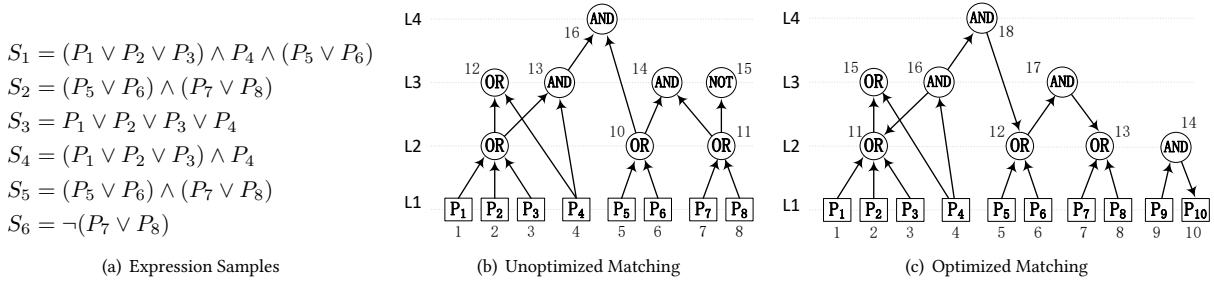 S1 = (P1 ∨ P2 ∨ P3) ∧ P4 ∧ (P5 ∨ P6)
S2 = (P5 ∨ P6) ∧ (P7 ∨ P8)
S3 = P1 ∨ P2 ∨ P3 ∨ P4
S4 = (P1 ∨ P2 ∨ P3) ∧ P4
S5 = (P5 ∨ P6) ∧ (P7 ∨ P8)
S6 = ¬(P7 ∨ P8)
(a) Expression Samples
L4 16 AND
12 13 14 15
L3 OR AND AND NOT
10 11
L2 OR OR OR
L1 P1 P2 P3 P4 P5 P6 P7 P8
1 2 3 4 5 6 7 8
(b) Unoptimized Matching
L4 AND 18
15 16 17
L3 OR AND AND
11 12 13 14
L2 OR OR OR AND
L1 P1 P2 P3 P4 P5 P6 P7 P8 P9 P10
1 2 3 4 5 6 7 8 9 10
(c) Optimized Matching